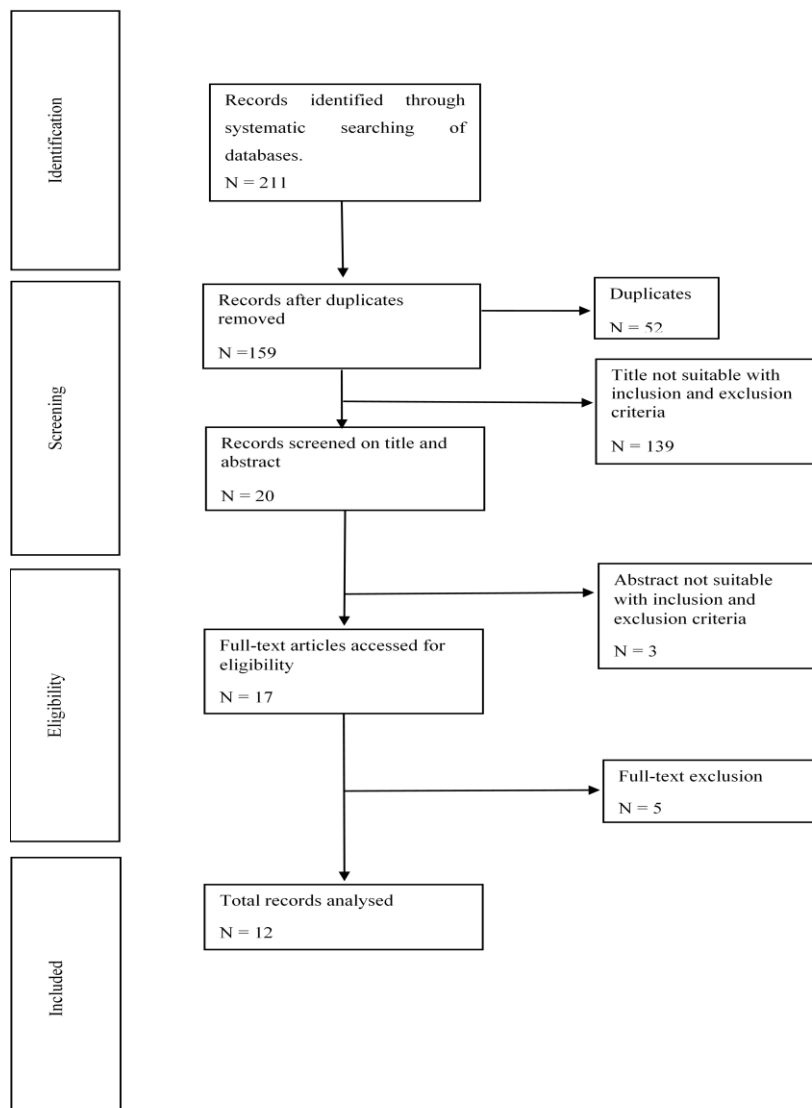 Identification
Records identified through
systematic searching of
databases.
N = 211
Records after duplicates
removed
N =159
Duplicates
N = 52
Screening
Title not suitable with
inclusion and exclusion
criteria
N = 139
Records screened on title and
abstract
N = 20
Abstract not suitable
with inclusion and
exclusion criteria
N = 3
Eligibility
Full-text articles accessed for
eligibility
N = 17
Full-text exclusion
N = 5
Included
Total records analysed
N = 12